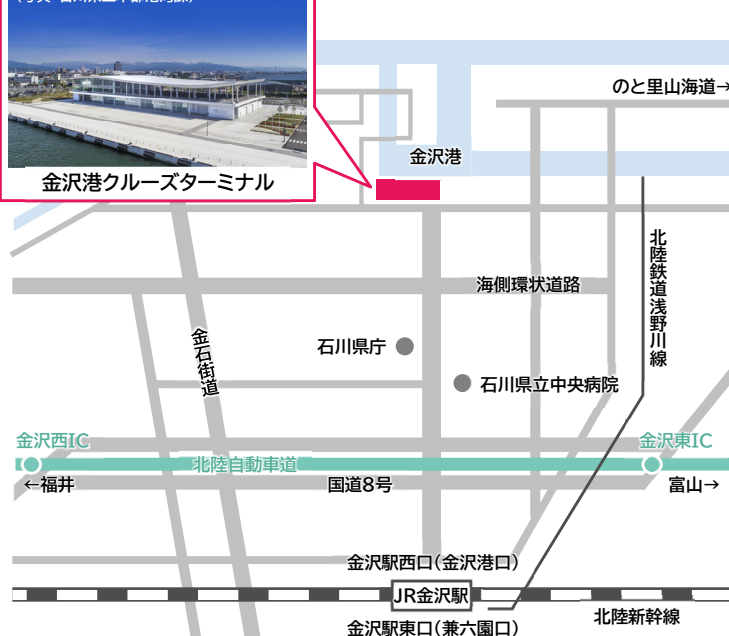 金沢港クルーズターミナル
のと里山海道→
金沢港
北陸鉄道浅野川線
海側環状道路
金石街道
石川県庁
石川県立中央病院
金沢西IC
金沢東IC
北陸自動車道
←福井
国道8号
富山→
金沢駅西口(金沢港口)
JR金沢駅
北陸新幹線
金沢駅東口(兼六園口)